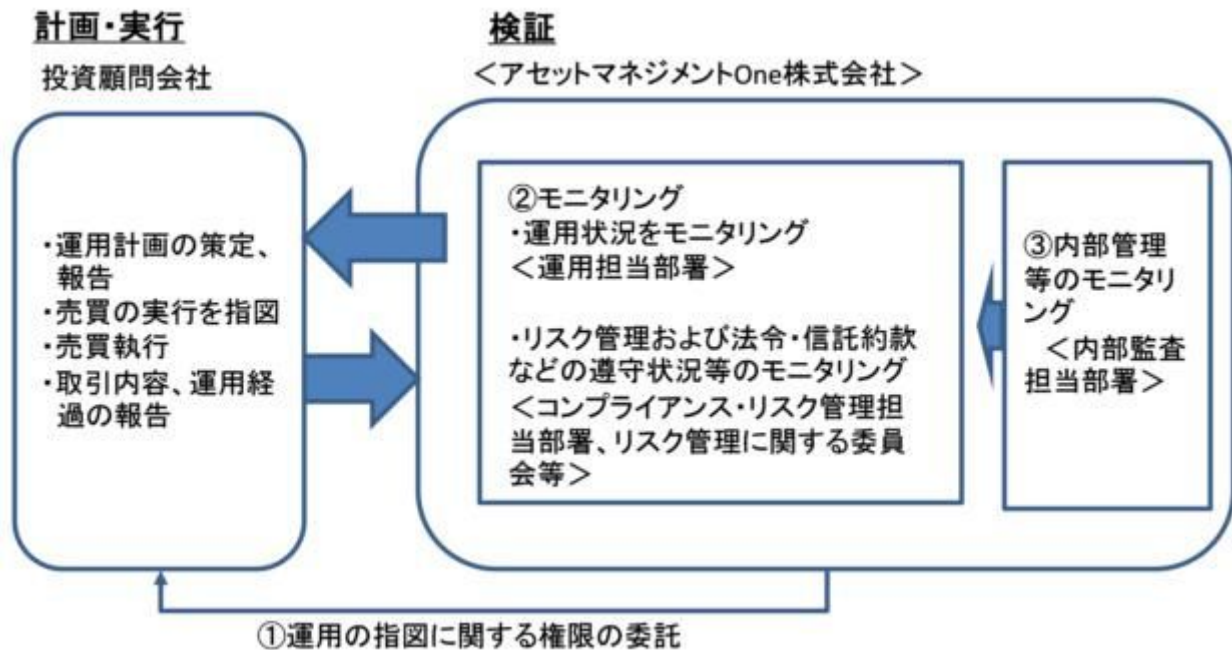 計画・実行
投資顧問会社
・運用計画の策定、
報告
・売買の実行を指図
・売買執行
・取引内容、運用経
過の報告
検証
＜アセットマネジメントOne株式会社＞
②モニタリング
・運用状況をモニタリング
＜運用担当部署＞
・リスク管理および法令・信託約款
などの遵守状況等のモニタリング
＜コンプライアンス・リスク管理担
当部署、リスク管理に関する委員
会等＞
③内部管理
等のモニタリ
ング
＜内部監査
担当部署＞
①運用の指図に関する権限の委託